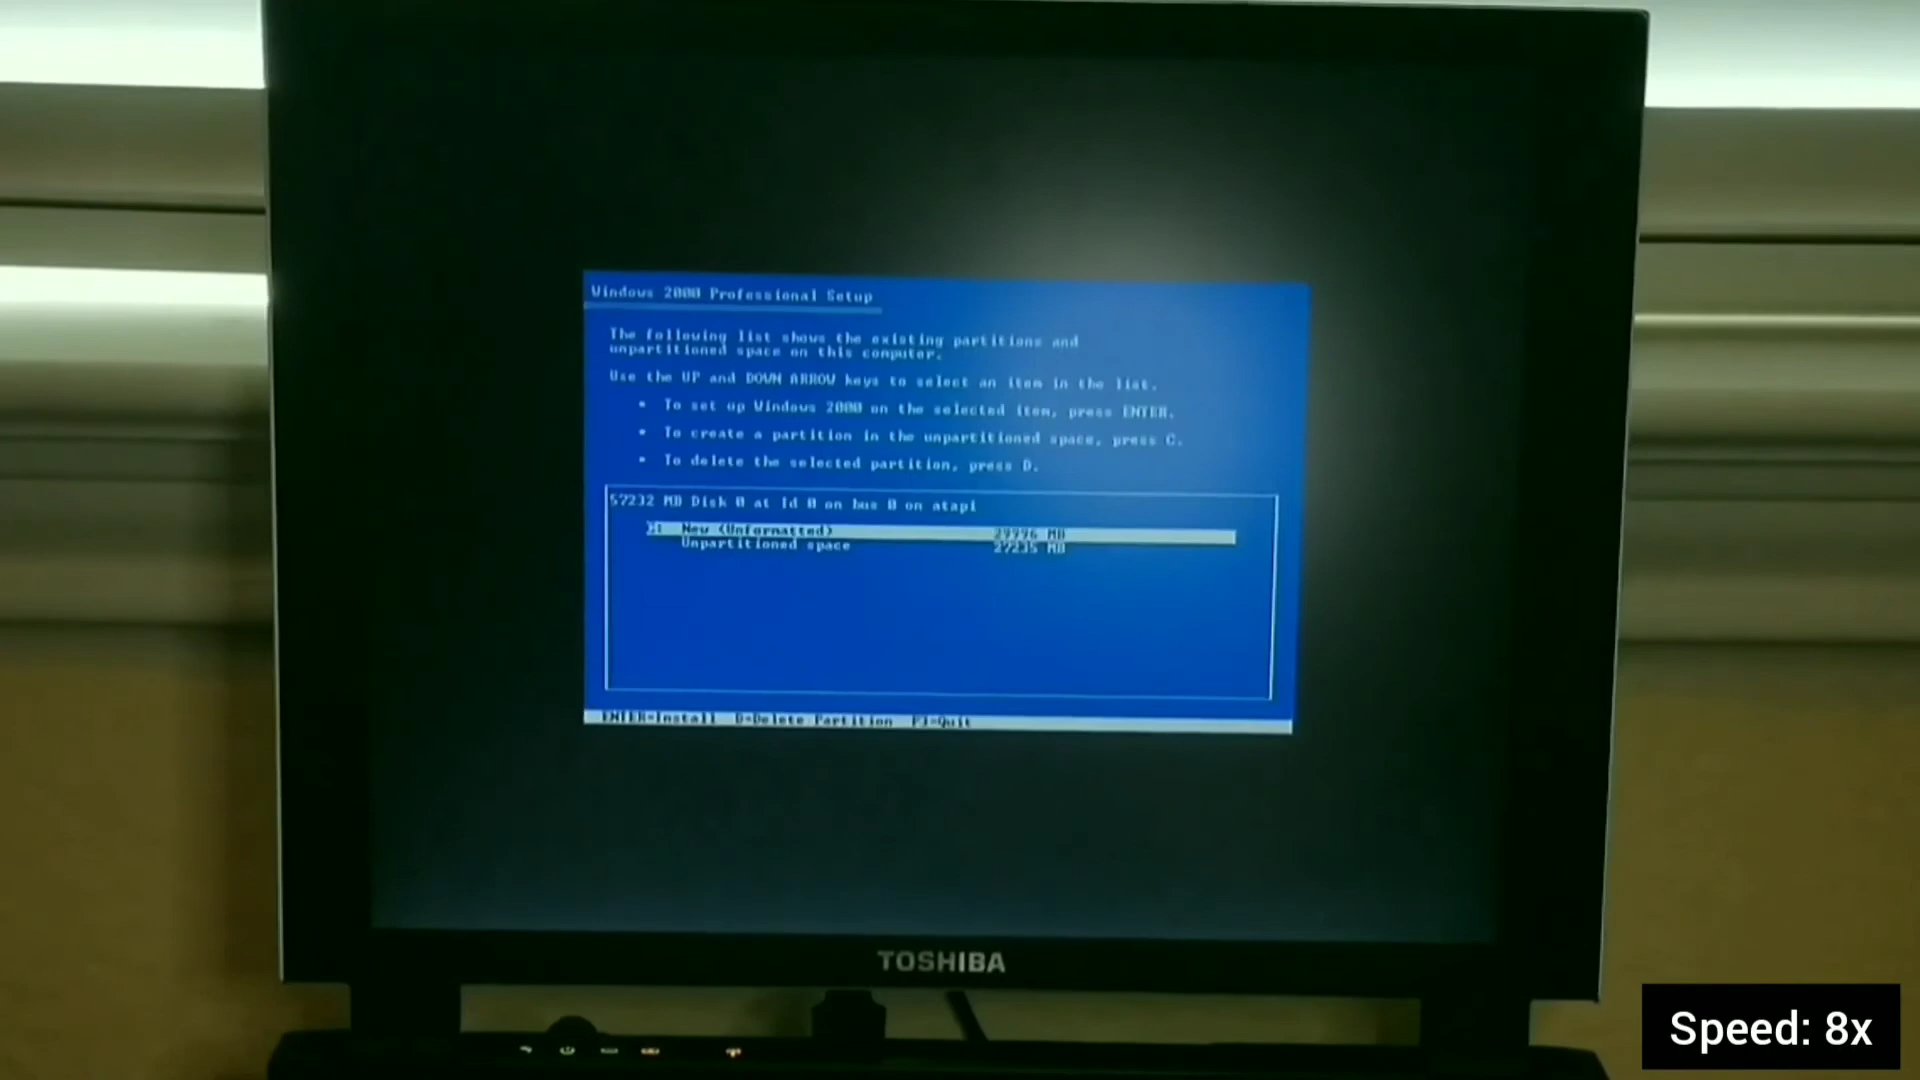 Windows 2000 Professional Setup
The following list shows the existing partitions and
unpartitioned space on this computer.
Use the UP and DOWN ARROW keys to select an item in the list.
• To set up Windows 2000 on the selected item, press ENTER.
• To create a partition in the unpartitioned space, press C.
• To delete the selected partition, press D.
57232 MB Disk 0 at Id 0 on bus 0 on atapi
New (Unformatted) 29996 MB
Unpartitioned space 27235 MB
ENTER=Install D=Delete Partition F3=Quit
TOSHIBA
Speed: 8x